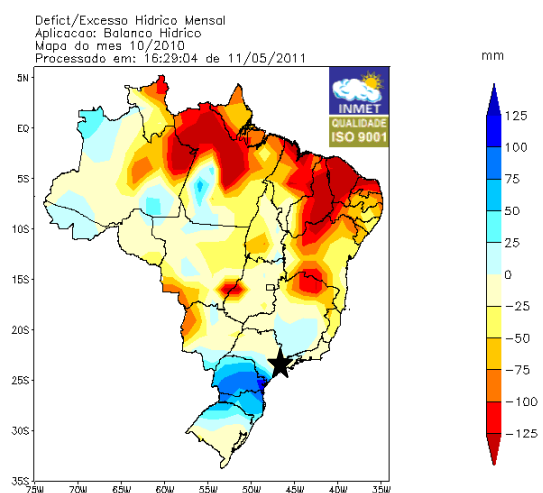 Defict/Excesso Hidrico Mensal
Aplicacao: Balanco Hidrico
Mapa do mes 10/2010
Processado em: 16:29:04 de 11/05/2011
mm
INMET
QUALIDADE
ISO 9001
5N
EQ
5S
10S
15S
20S
25S
30S
35S
75W 70W 65W 60W 55W 50W 45W 40W 35W
125
100
75
50
25
0
-25
-50
-75
-100
-125